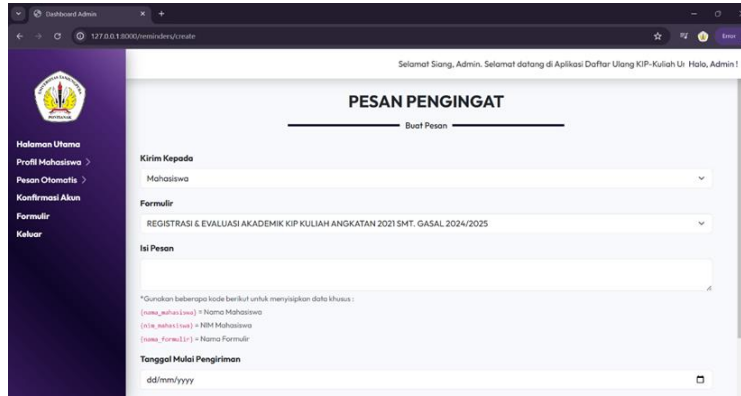 Dashboard Admin
127.0.0.1:8000/reminders/create
Error
Selamat Siang, Admin. Selamat datang di Aplikasi Daftar Ulang KIP-Kuliah Ur
Halo, Admin !
PONTIANAK
Halaman Utama
Profil Mahasiswa >
Pesan Otomatis >
Konfirmasi Akun
Formulir
Keluar
PESAN PENGINGAT
Buat Pesan
Kirim Kepada
Mahasiswa
Formulir
REGISTRASI & EVALUASI AKADEMIK KIP KULIAH ANGKATAN 2021 SMT. GASAL 2024/2025
Isi Pesan
*Gunakan beberapa kode berikut untuk menyisipkan data khusus :
{nama_mahasiswa} = Nama Mahasiswa
{nim_mahasiswa} = NIM Mahasiswa
{nama_formulir} = Nama Formulir
Tanggal Mulai Pengiriman
dd/mm/yyyy